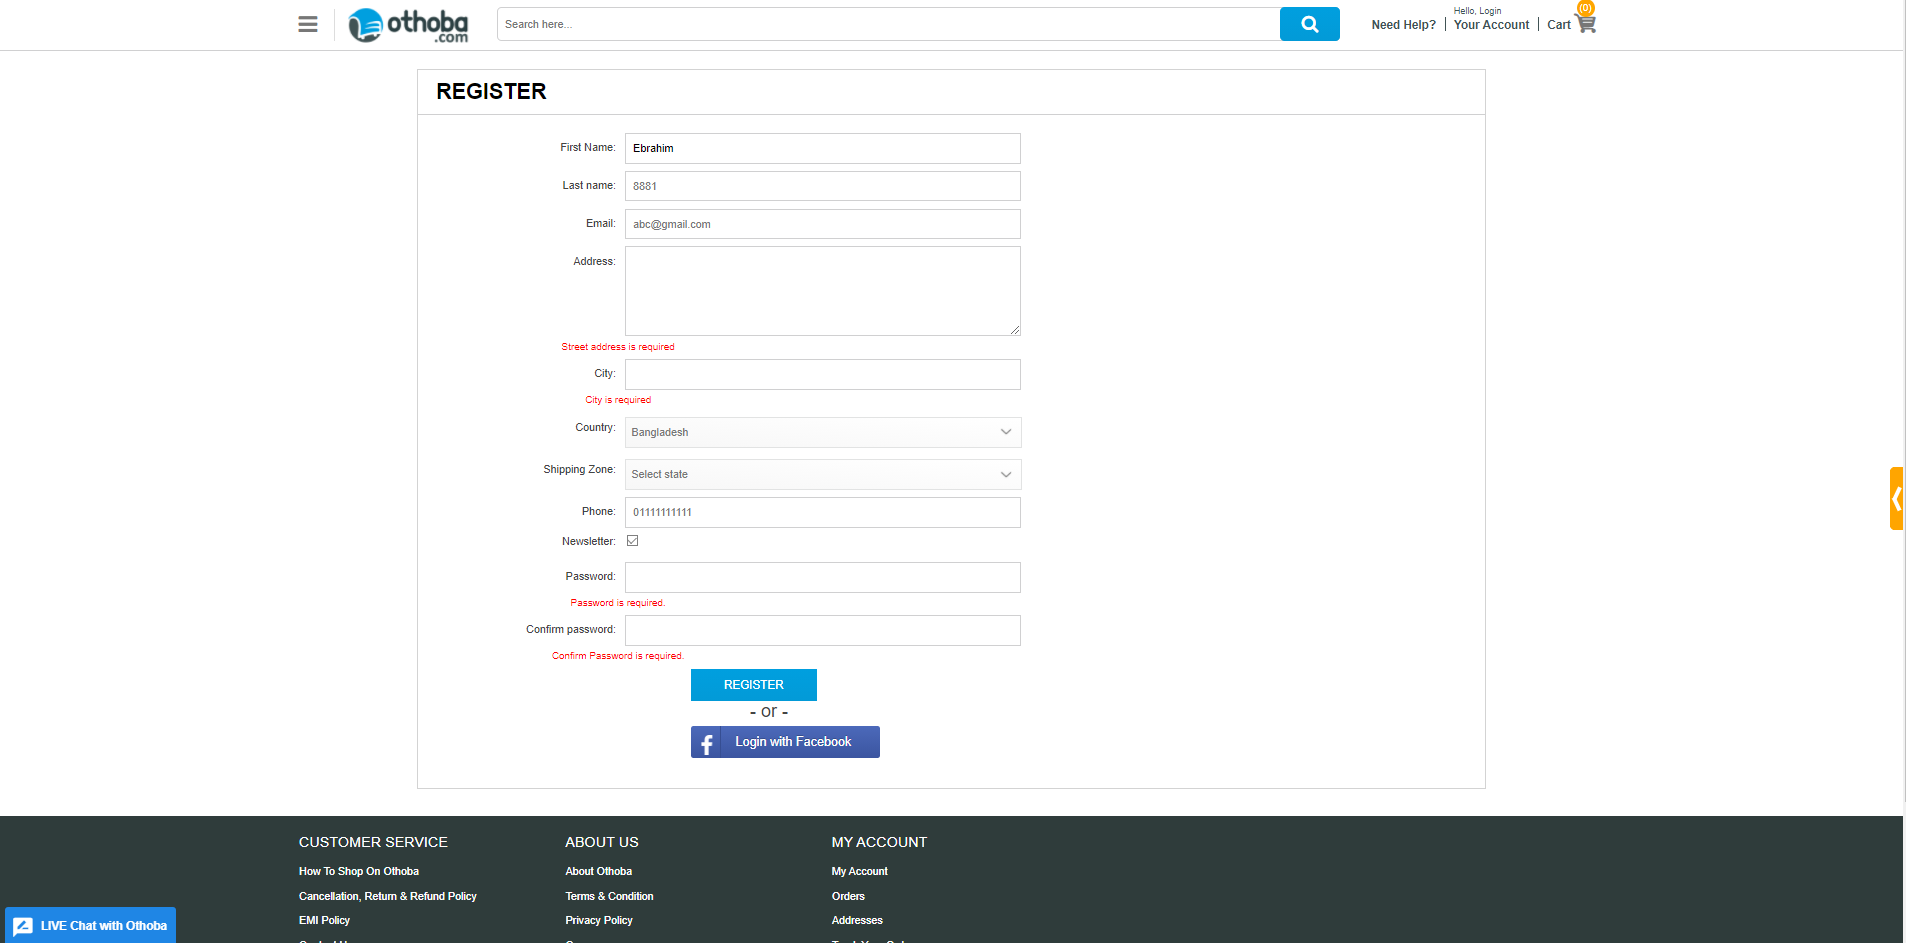 othoba
.com
Search here...
Need Help?
Hello, Login
Your Account
Cart
(0)
REGISTER
First Name:
Ebrahim
Last name:
8881
Email:
abc@gmail.com
Address:
Street address is required
City:
City is required
Country:
Bangladesh
Shipping Zone:
Select state
Phone:
01111111111
Newsletter:
Password:
Password is required.
Confirm password:
Confirm Password is required.
REGISTER
- or -
f
Login with Facebook
CUSTOMER SERVICE
How To Shop On Othoba
Cancellation, Return & Refund Policy
EMI Policy
ABOUT US
About Othoba
Terms & Condition
Privacy Policy
MY ACCOUNT
My Account
Orders
Addresses
LIVE Chat with Othoba